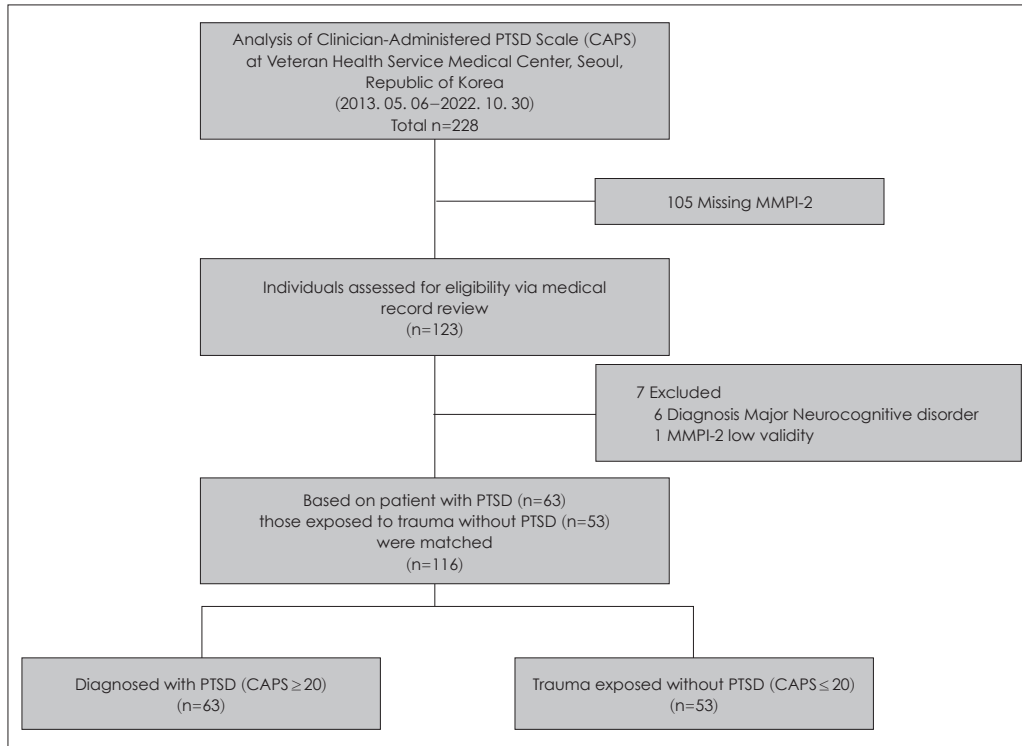 Analysis of Clinician-Administered PTSD Scale (CAPS)
at Veteran Health Service Medical Center, Seoul,
Republic of Korea
(2013. 05. 06–2022. 10. 30)
Total n=228
105 Missing MMPI-2
Individuals assessed for eligibility via medical
record review
(n=123)
7 Excluded
6 Diagnosis Major Neurocognitive disorder
1 MMPI-2 low validity
Based on patient with PTSD (n=63)
those exposed to trauma without PTSD (n=53)
were matched
(n=116)
Diagnosed with PTSD (CAPS≥20)
(n=63)
Trauma exposed without PTSD (CAPS≤20)
(n=53)